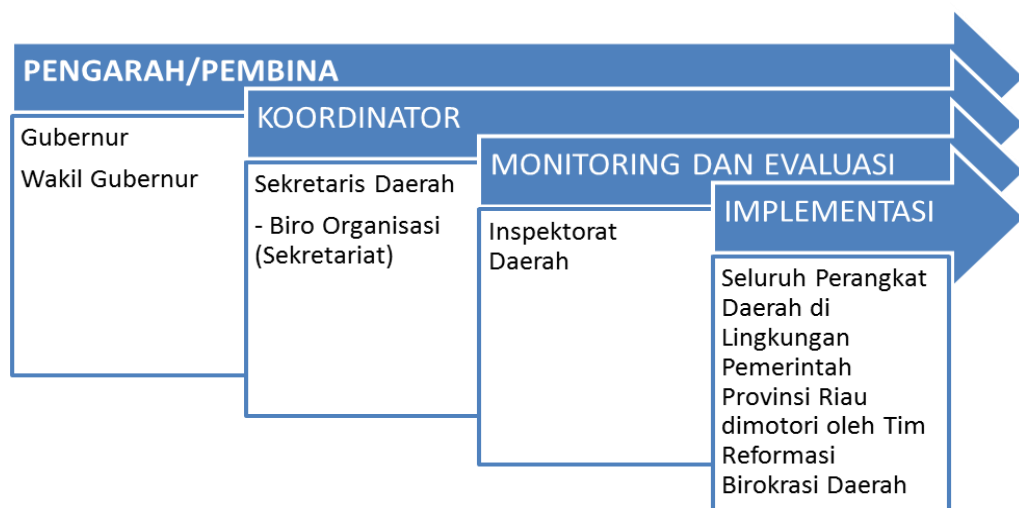 PENGARAH/PEMBINA
Gubernur
Wakil Gubernur
KOORDINATOR
Sekretaris Daerah
- Biro Organisasi
(Sekretariat)
MONITORING DAN EVALUASI
Inspektorat
Daerah
IMPLEMENTASI
Seluruh Perangkat
Daerah di
Lingkungan
Pemerintah
Provinsi Riau
dimotori oleh Tim
Reformasi
Birokrasi Daerah